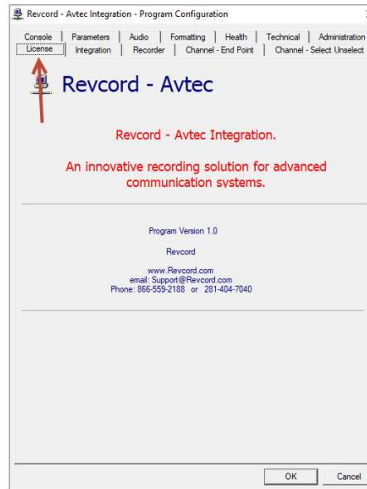 Revcord - Avtec Integration - Program Configuration
Console Parameters Audio Formatting Health Technical Administration
License Integration Recorder Channel - End Point Channel - Select Unselect
Revcord - Avtec
Revcord - Avtec Integration.
An innovative recording solution for advanced
communication systems.
Program Version 1.0
Revcord
www.Revcord.com
email: Support@Revcord.com
Phone: 866-559-2188 or 281-404-7040
OK Cancel